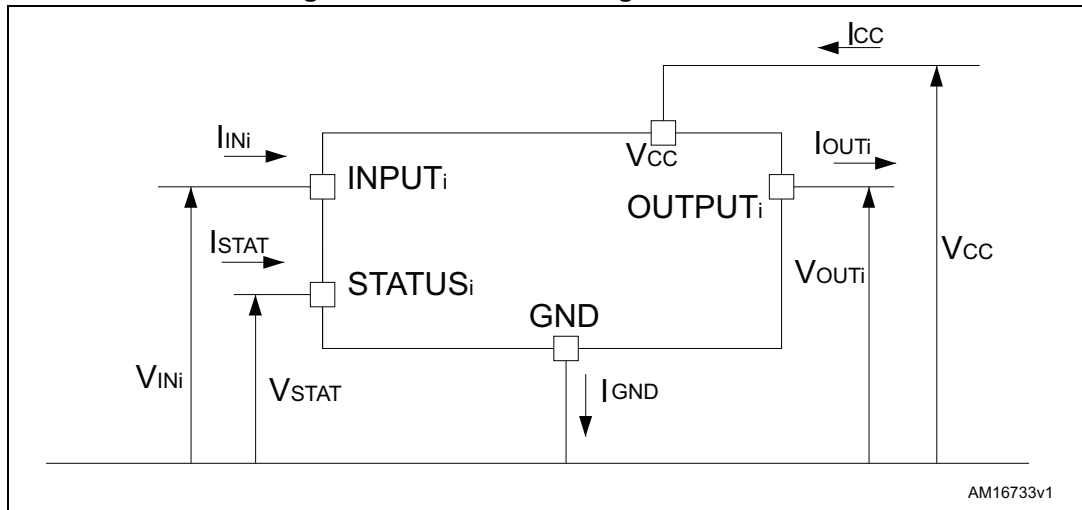 ICC
IINi
VCC
IOUTi
INPUTi
OUTPUTi
ISTAT
VCC
STATUSi
VOUTi
GND
VINi
VSTAT
IGND
AM16733v1